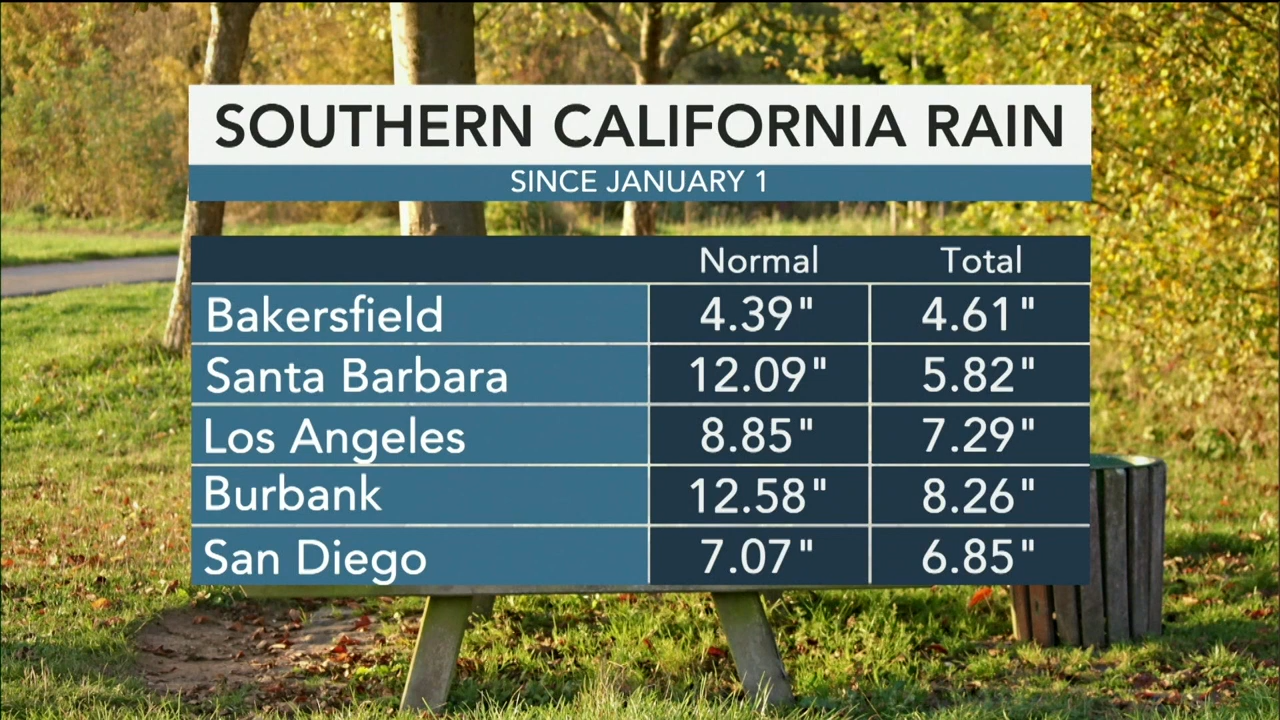 SOUTHERN CALIFORNIA RAIN
SINCE JANUARY 1
Normal Total
Bakersfield 4.39" 4.61"
Santa Barbara 12.09" 5.82"
Los Angeles 8.85" 7.29"
Burbank 12.58" 8.26"
San Diego 7.07" 6.85"